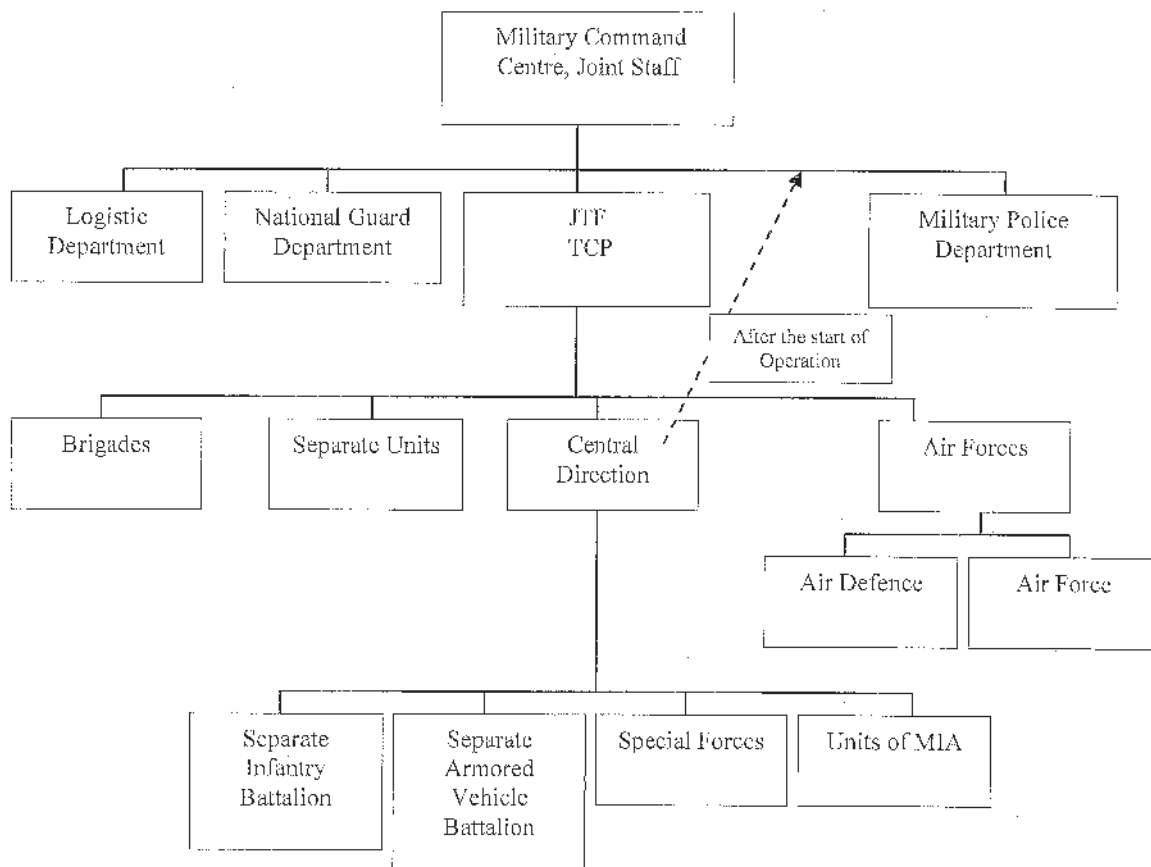 Military Command
Centre, Joint Staff
Logistic
Department
National Guard
Department
JTF
TCP
Military Police
Department
After the start of
Operation
Brigades
Separate Units
Central
Direction
Air Forces
Air Defence
Air Force
Separate
Infantry
Battalion
Separate
Armored
Vehicle
Battalion
Special Forces
Units of MIA